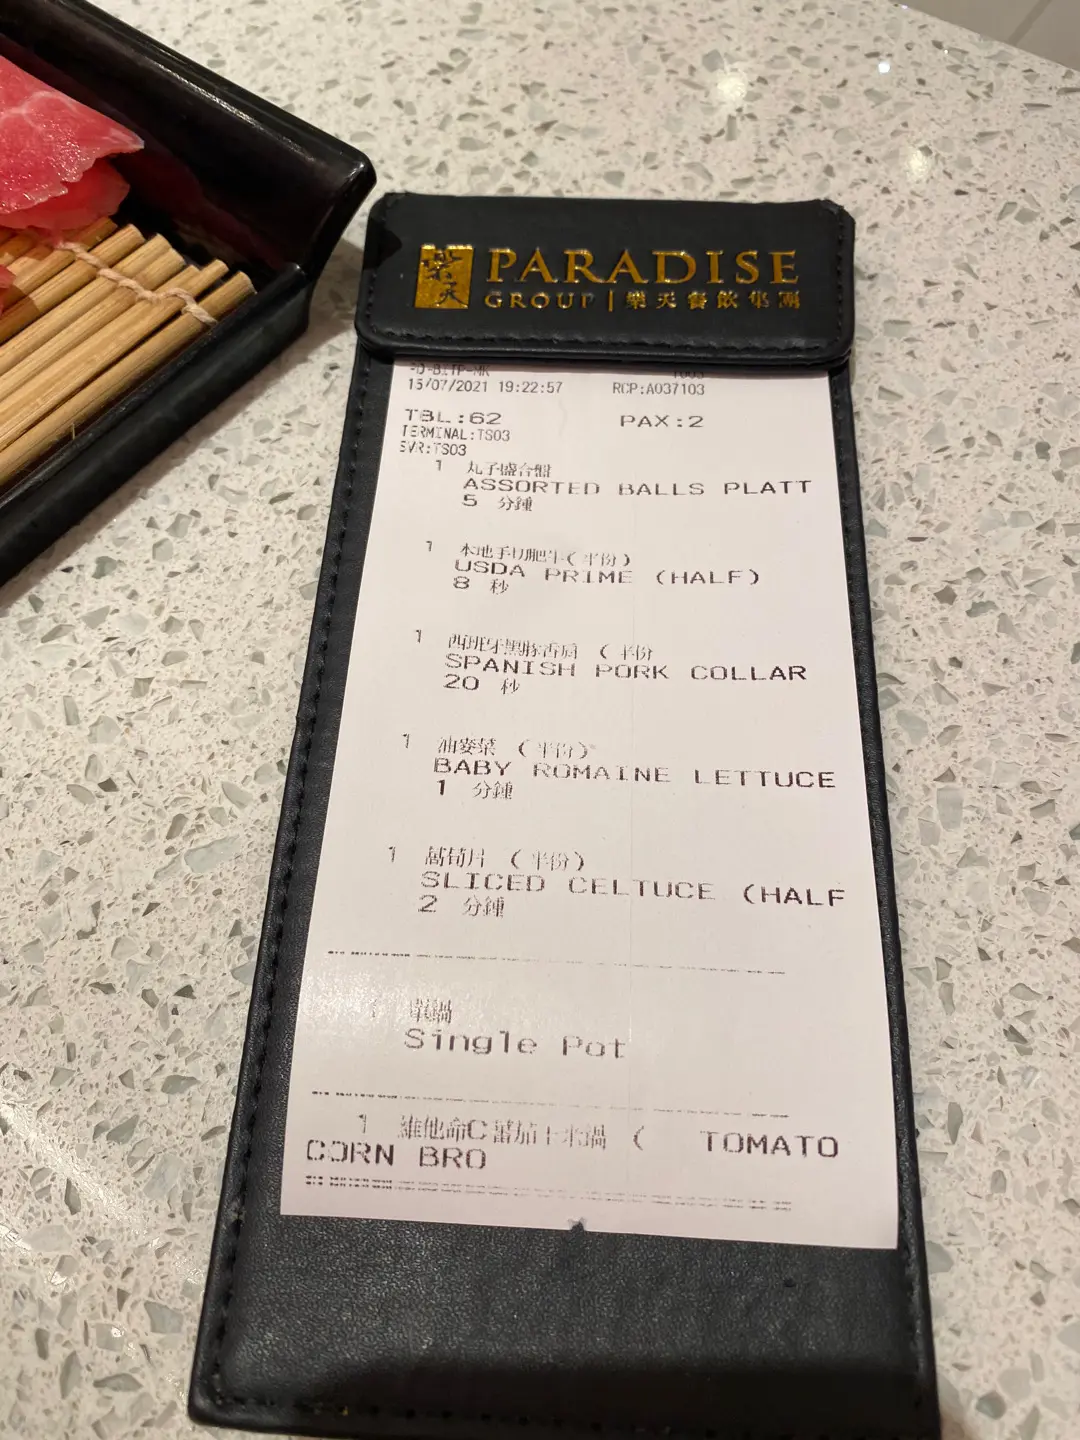 樂天
PARADISE
GROUP | 樂天餐飲集團
15/07/2021 19:22:57 RCP:A037103
TBL:62 PAX:2
TERMINAL:TS03
SVR:TS03
1 丸子盛合盤
ASSORTED BALLS PLATT
5 分鍾
1 本地手切肥牛(半份)
USDA PRIME (HALF)
8 秒
1 西班牙黑豚香肩 (半份
SPANISH PORK COLLAR
20 秒
1 油麥菜 (半份)
BABY ROMAINE LETTUCE
1 分鍾
1 萵筍片 (半份)
SLICED CELTUCE (HALF
2 分鍾
1 單鍋
Single Pot
1 維他命C蕃茄玉米鍋 ( TOMATO
CORN BRO